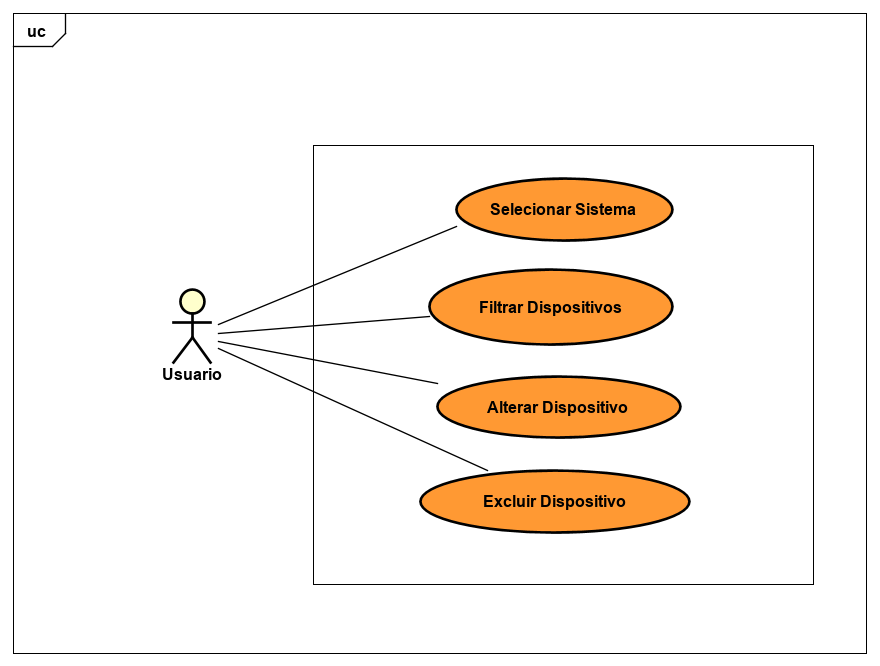 uc
Selecionar Sistema
Filtrar Dispositivos
Usuario
Alterar Dispositivo
Excluir Dispositivo